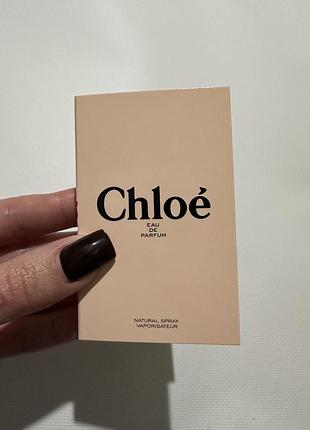 Chloé
EAU
DE
PARFUM
NATURAL SPRAY
VAPORISATEUR